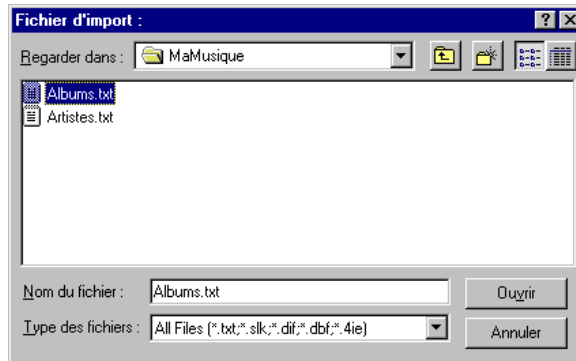 Fichier d'import :
Regarder dans : MaMusique
Albums.txt
Artistes.txt
Nom du fichier : Albums.txt Ouvrir
Type des fichiers : All Files (*.txt;*.slk;*.dif;*.dbf;*.4ie) Annuler